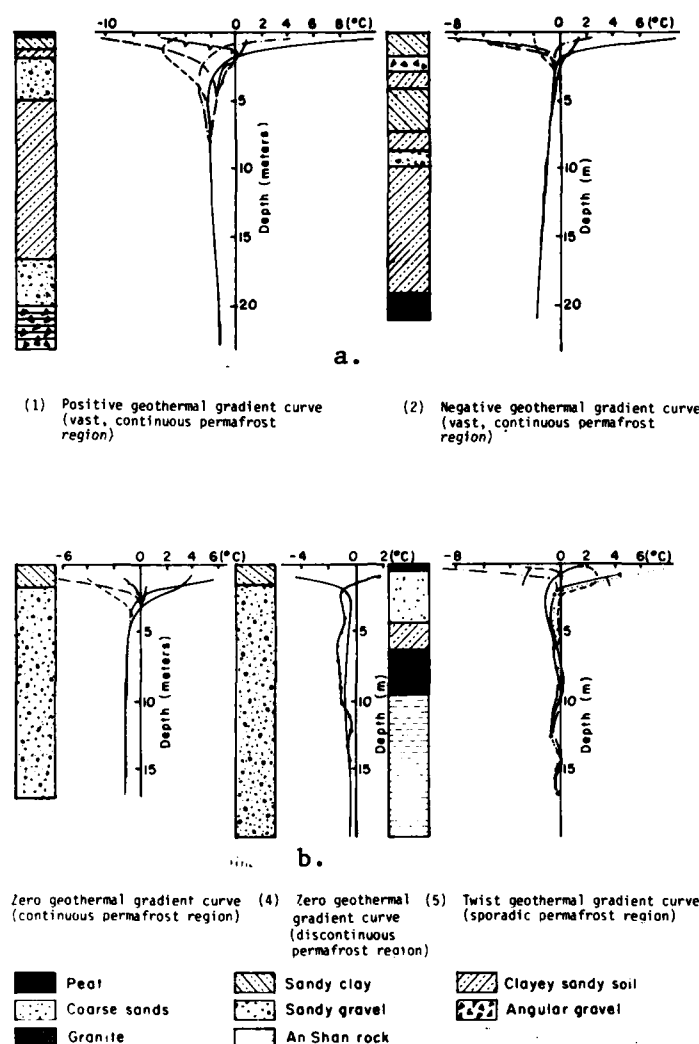 -10 0 2 4 6 8 (°C)
5
10
15
20
Depth (meters)
-8 -4 0 4 8 (°C)
5
10
15
20
Depth (m)
a.
(1) Positive geothermal gradient curve
(vast, continuous permafrost
region)
(2) Negative geothermal gradient curve
(vast, continuous permafrost
region)
-6 0 2 4 6 (°C)
5
10
15
Depth (meters)
-4 0 2 (°C)
5
10
15
Depth (m)
-8 0 4 8 (°C)
5
10
15
Depth (m)
b.
Zero geothermal gradient curve
(continuous permafrost region)
(4) Zero geothermal
gradient curve
(discontinuous
permafrost region)
(5) Twist geothermal gradient curve
(sporadic permafrost region)
Peat
Sandy clay
Clayey sandy soil
Coarse sands
Sandy gravel
Angular gravel
Granite
An Shan rock